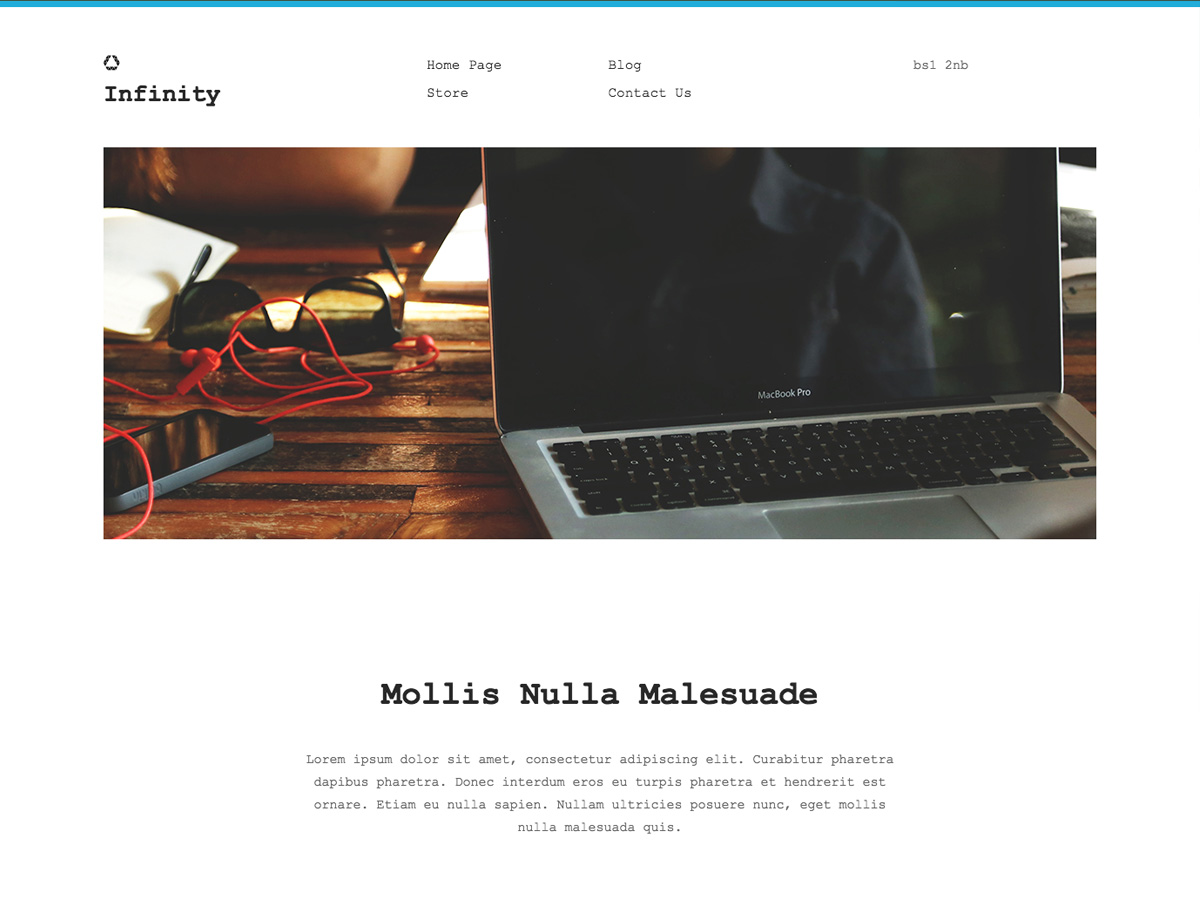 Infinity
Home Page
Store
Blog
Contact Us
bs1 2nb
MacBook Pro
Mollis Nulla Malesuade
Lorem ipsum dolor sit amet, consectetur adipiscing elit. Curabitur pharetra
dapibus pharetra. Donec interdum eros eu turpis pharetra et hendrerit est
ornare. Etiam eu nulla sapien. Nullam ultricies posuere nunc, eget mollis
nulla malesuada quis.